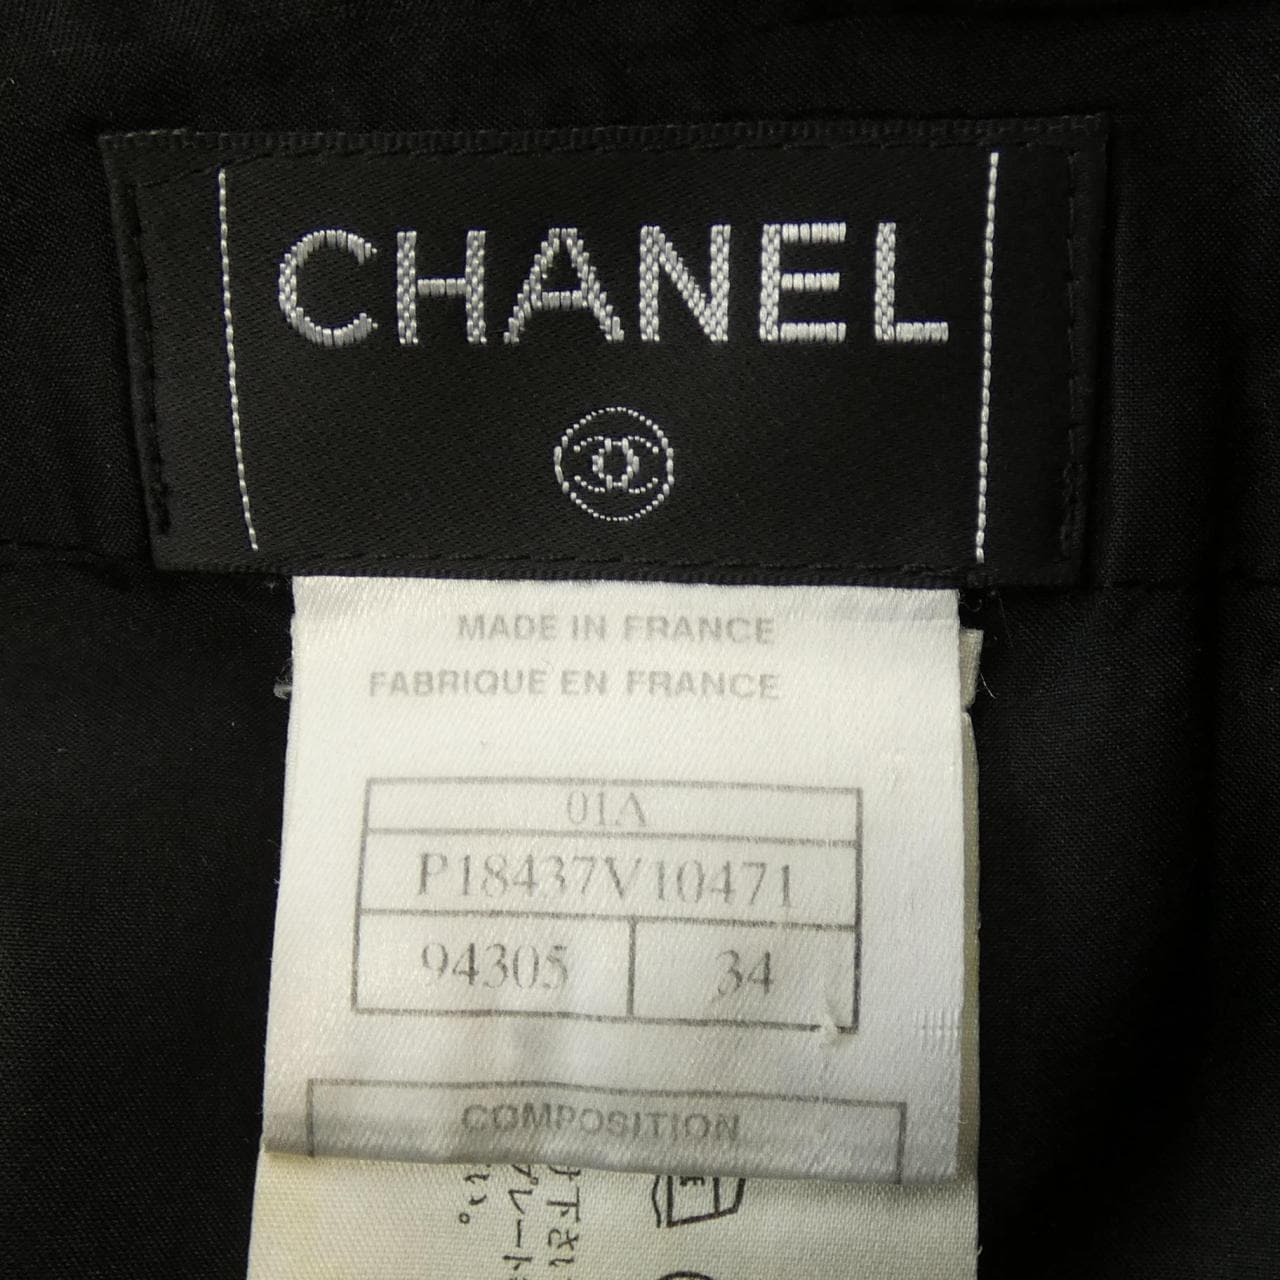 CHANEL
MADE IN FRANCE
FABRIQUE EN FRANCE
01A
P18437V10471
94305 34
COMPOSITION